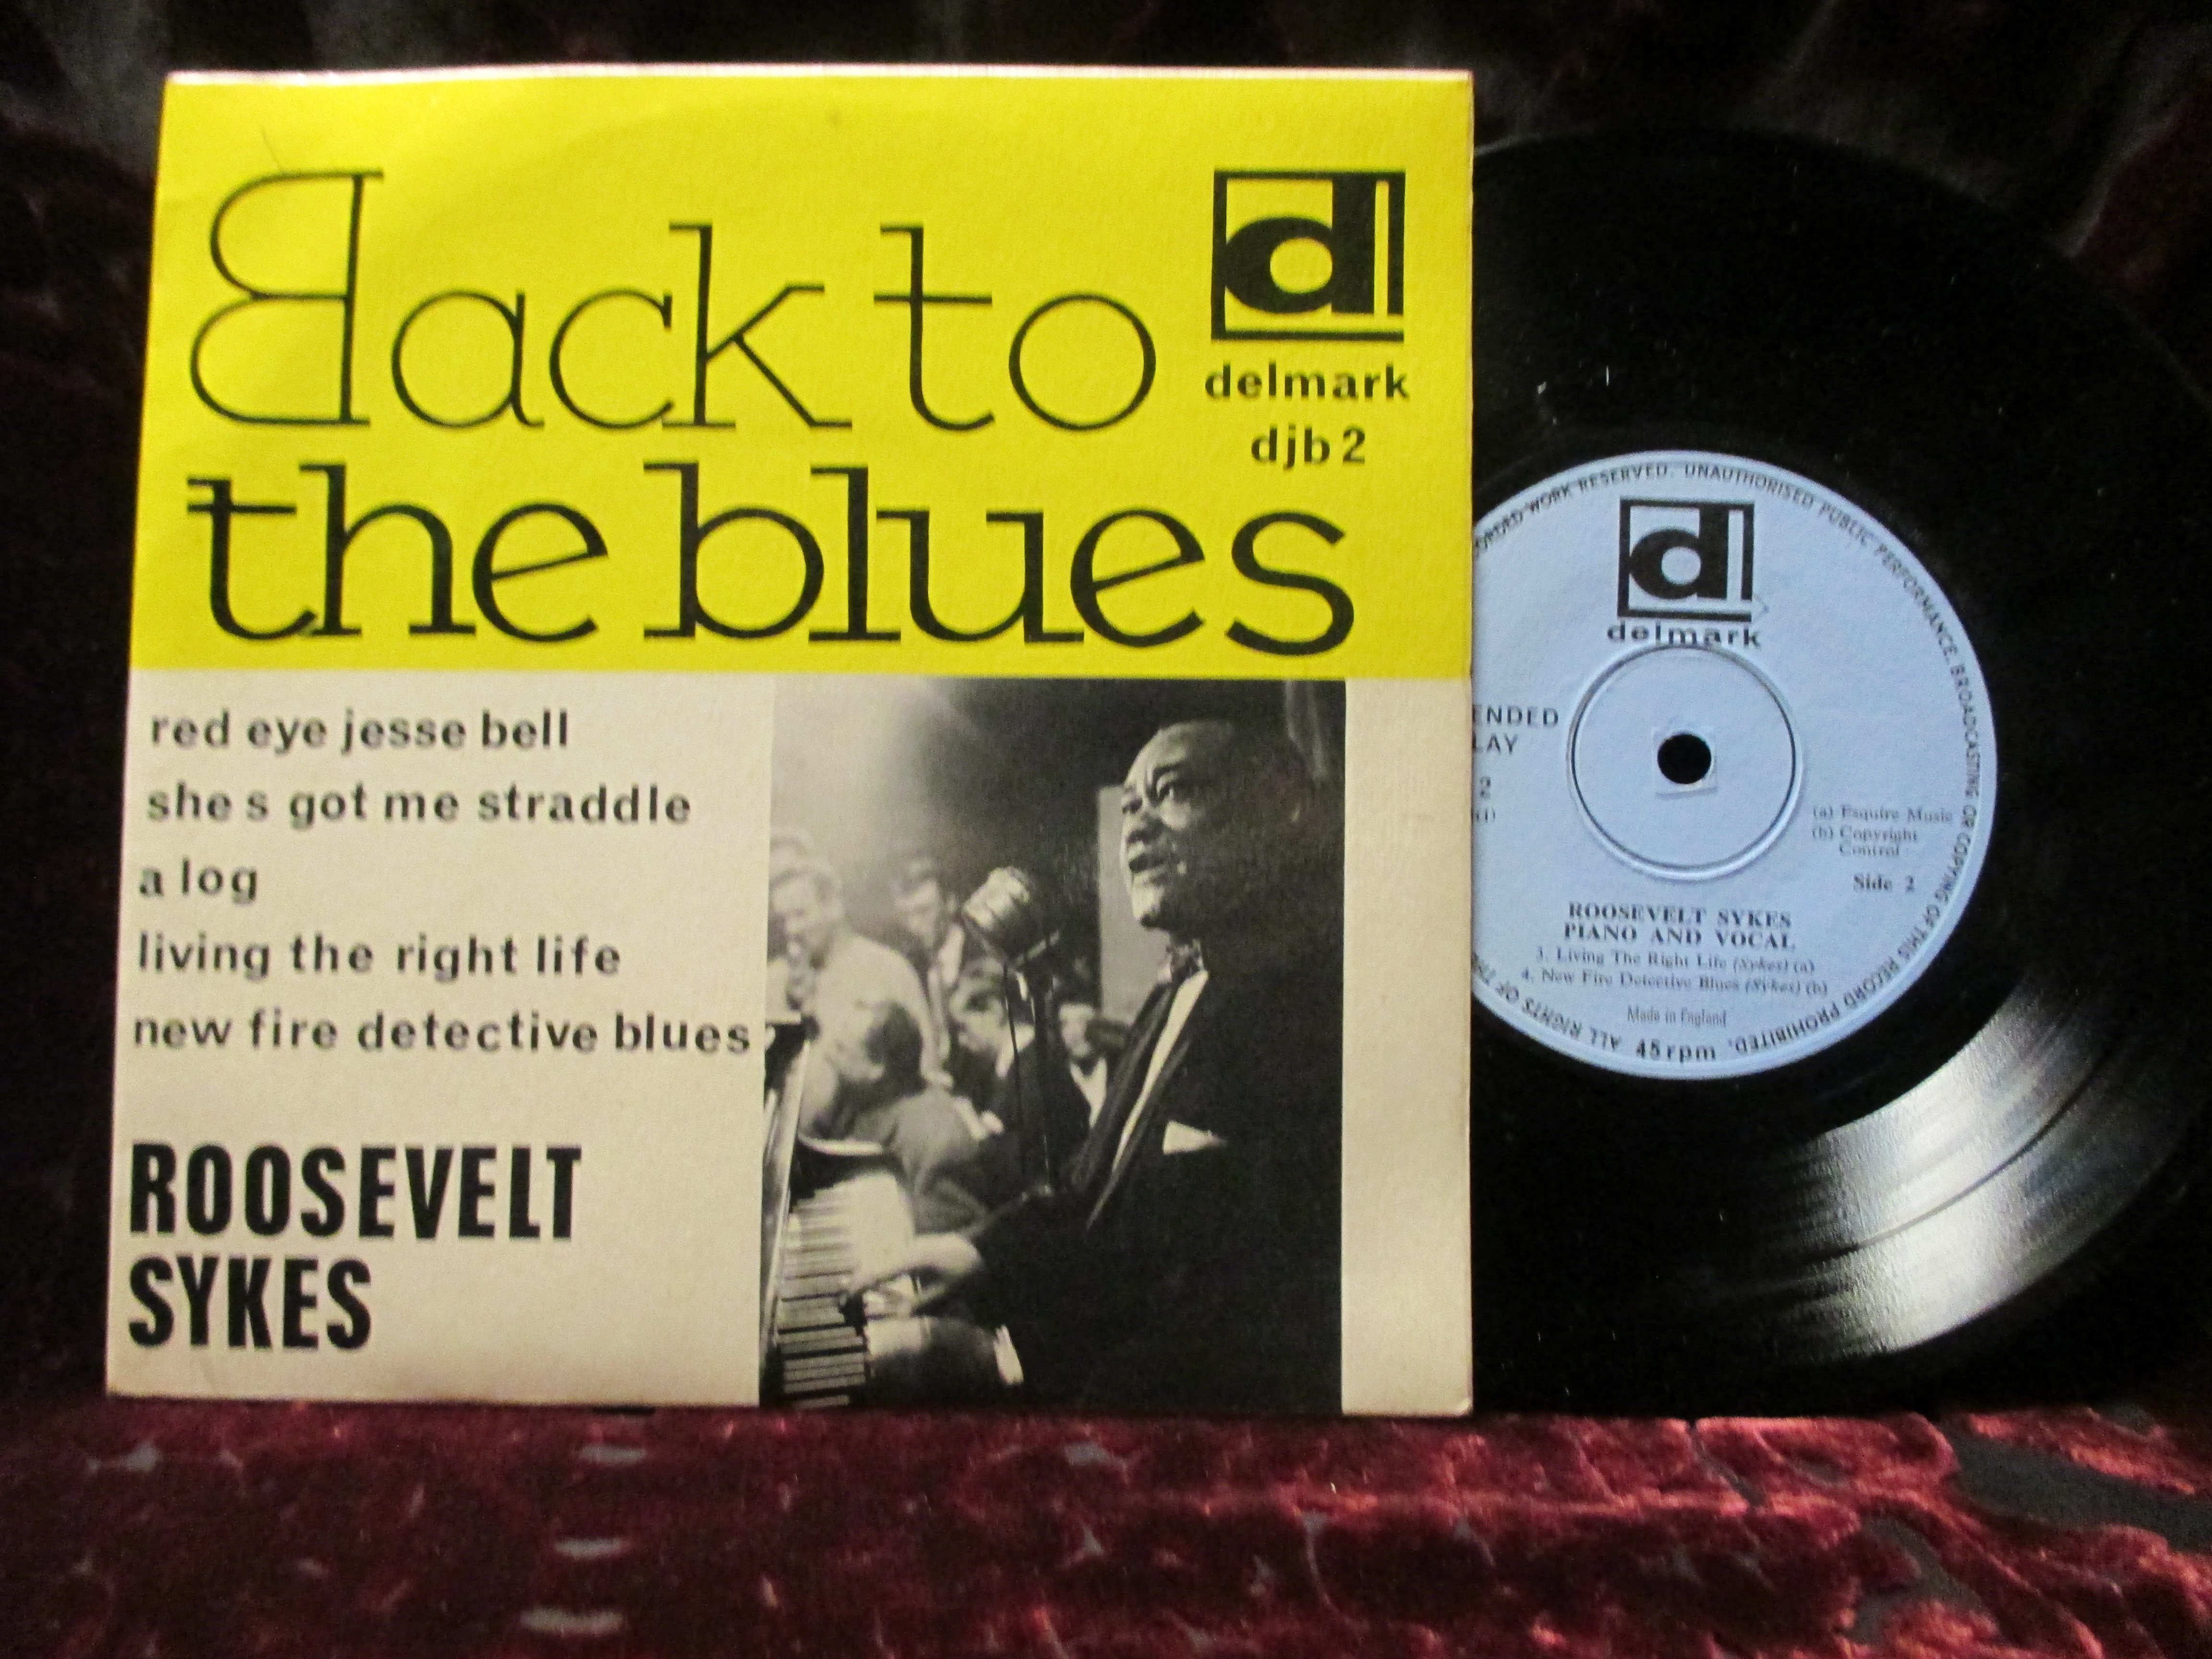 Back to
the blues
d
delmark
djb 2
red eye jesse bell
she s got me straddle
a log
living the right life
new fire detective blues
ROOSEVELT
SYKES
ORDED WORK RESERVED. UNAUTHORISED PUBLIC PERFORMANCE, BROADCASTING OR COPYING OF THIS RECORD PROHIBITED.
ALL RIGHTS OF THE
d
delmark
ENDED
LAY
2
(a) Esquire Music
(b) Copyright
Control
Side 2
ROOSEVELT SYKES
PIANO AND VOCAL
3. Living The Right Life (Sykes) (a)
4. New Fire Detective Blues (Sykes) (b)
Made in England
45 rpm